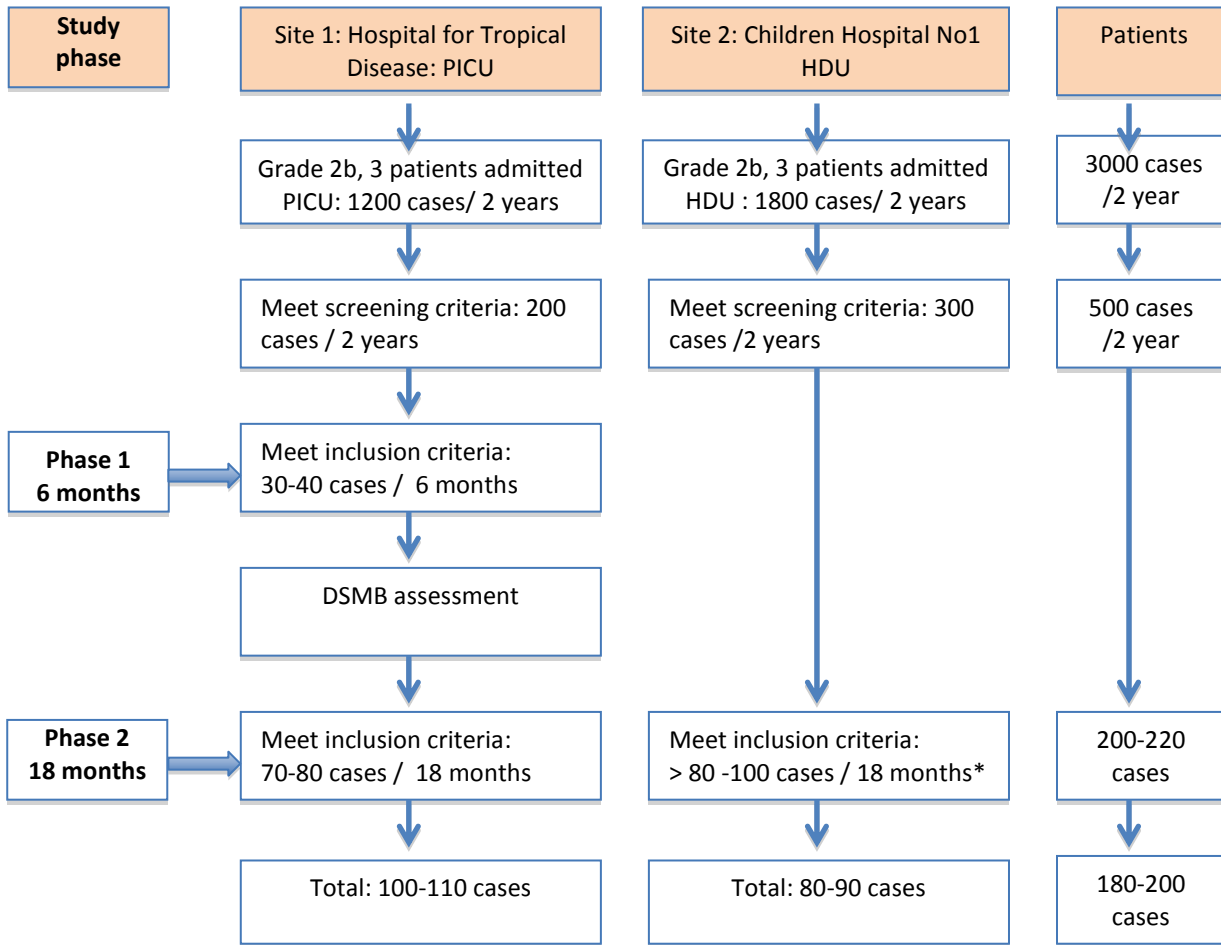 Study
phase
Site 1: Hospital for Tropical
Disease: PICU
Site 2: Children Hospital No1
HDU
Patients
Grade 2b, 3 patients admitted
PICU: 1200 cases/ 2 years
Grade 2b, 3 patients admitted
HDU : 1800 cases/ 2 years
3000 cases
/2 year
Meet screening criteria: 200
cases / 2 years
Meet screening criteria: 300
cases /2 years
500 cases
/2 year
Phase 1
6 months
Meet inclusion criteria:
30-40 cases /  6 months
DSMB assessment
Phase 2
18 months
Meet inclusion criteria:
70-80 cases /  18 months
Meet inclusion criteria:
> 80 -100 cases / 18 months*
200-220
cases
Total: 100-110 cases
Total: 80-90 cases
180-200
cases